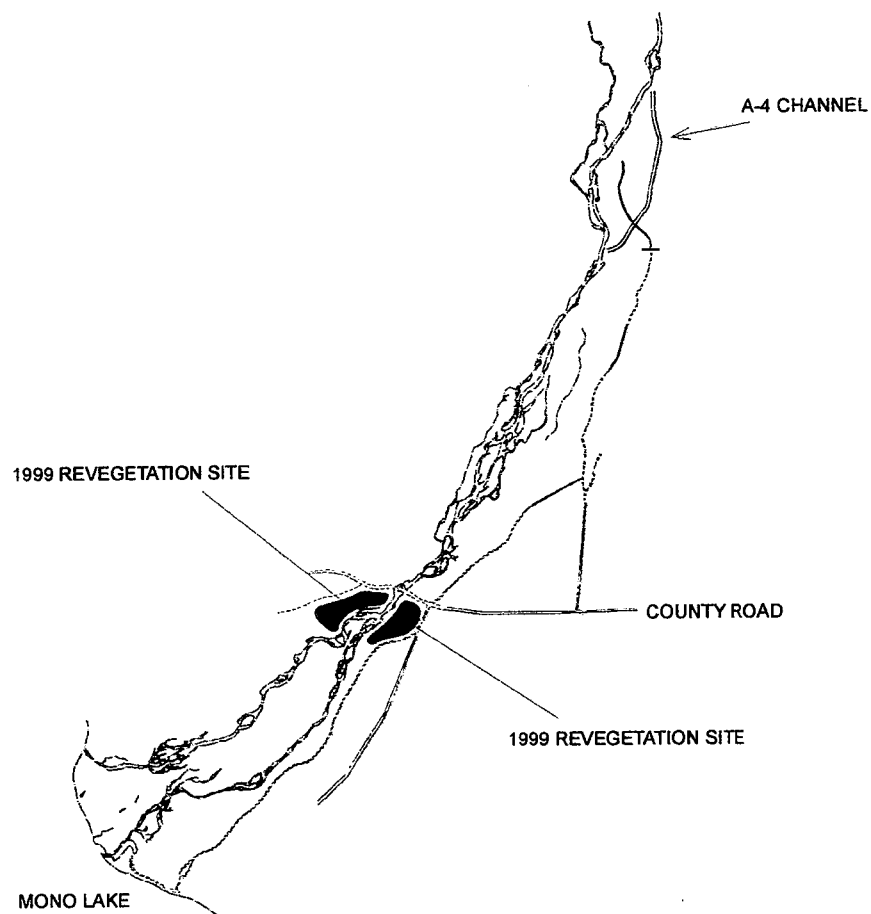 A-4 CHANNEL
1999 REVEGETATION SITE
COUNTY ROAD
1999 REVEGETATION SITE
MONO LAKE